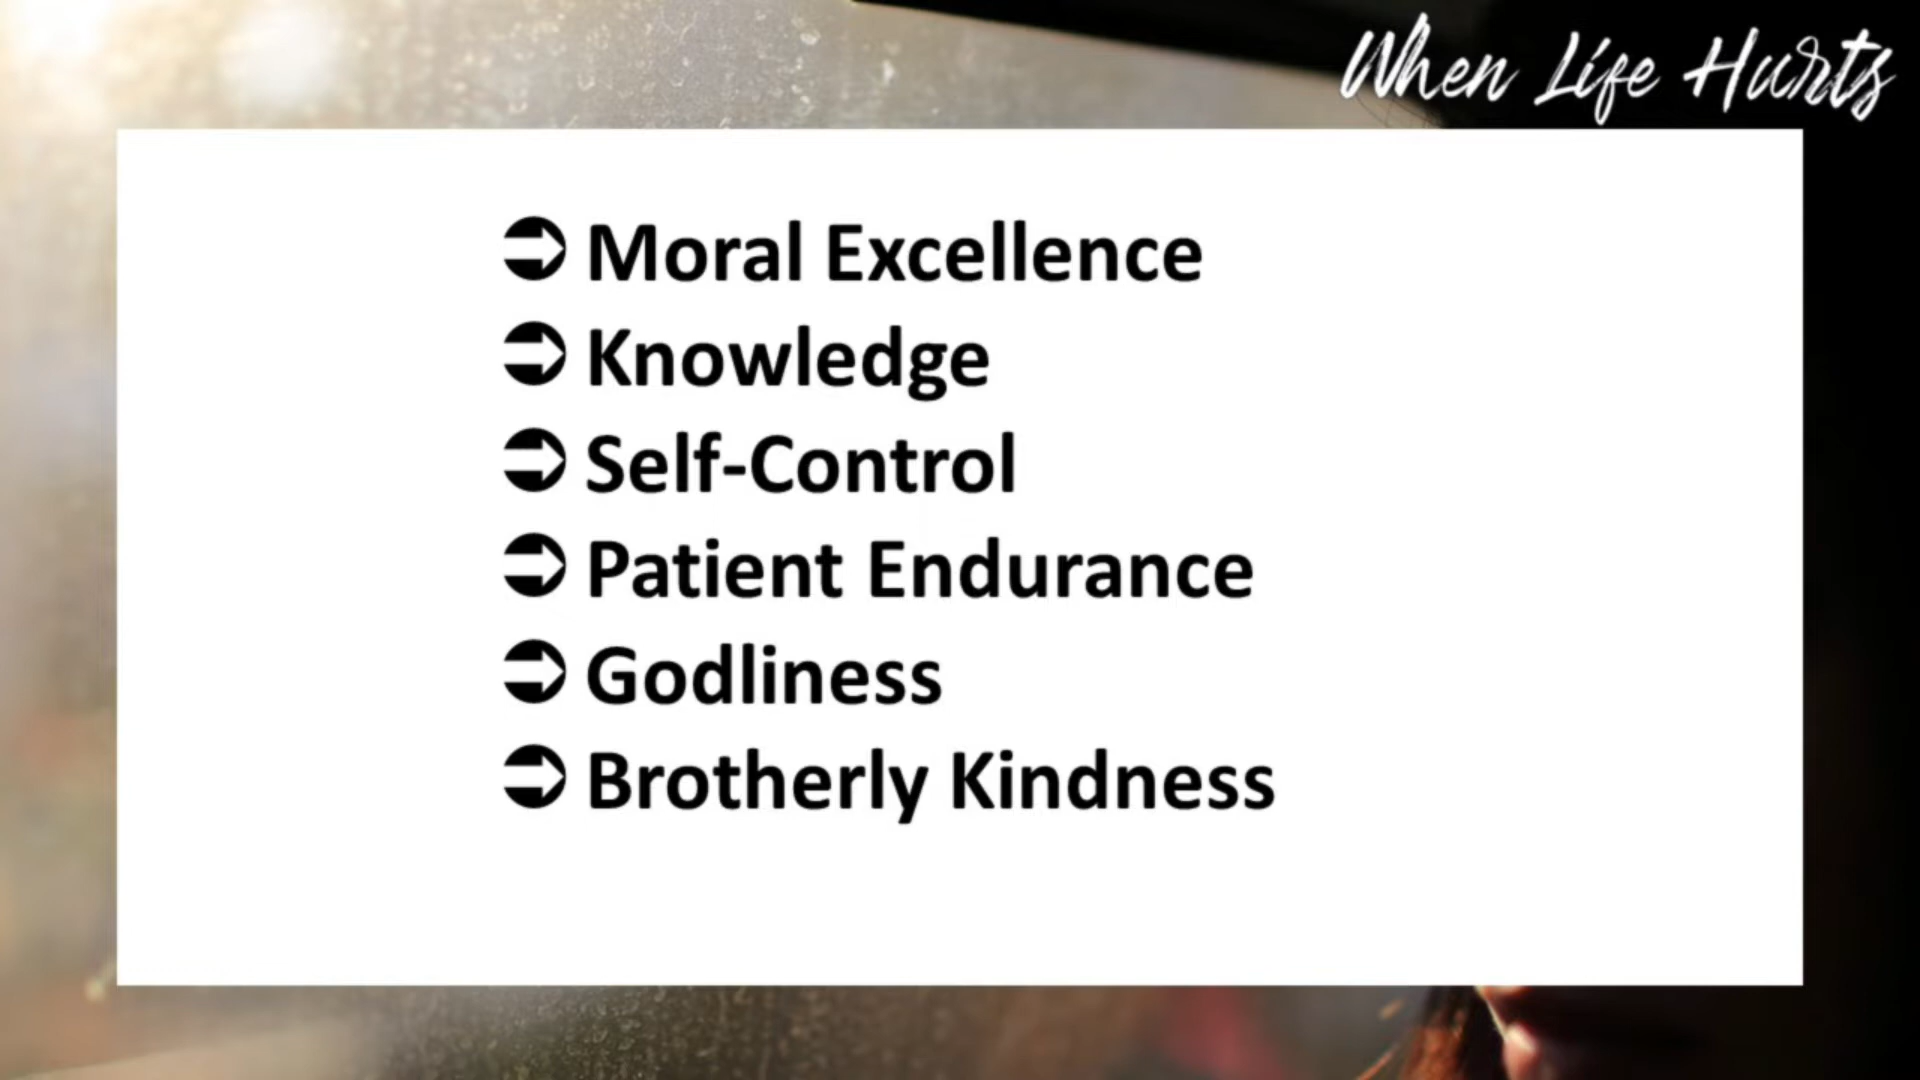 When Life Hurts
➲ Moral Excellence
➲ Knowledge
➲ Self-Control
➲ Patient Endurance
➲ Godliness
➲ Brotherly Kindness